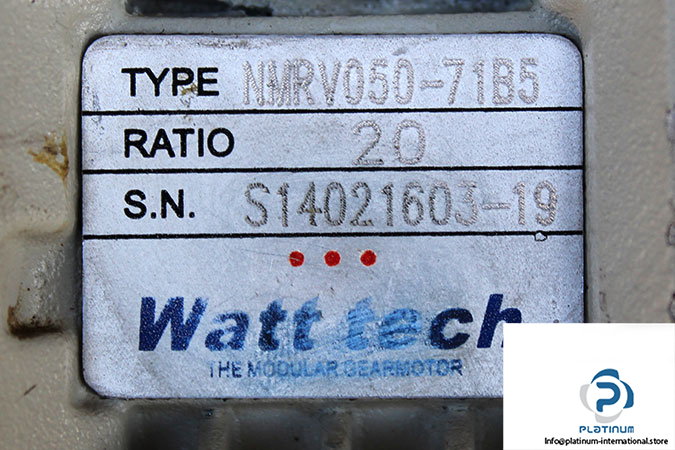 TYPE NMRV050-71B5
RATIO 20
S.N. S14021603-19
Watt tech
THE MODULAR GEARMOTOR
PLATINUM
Info@platinum-international.store